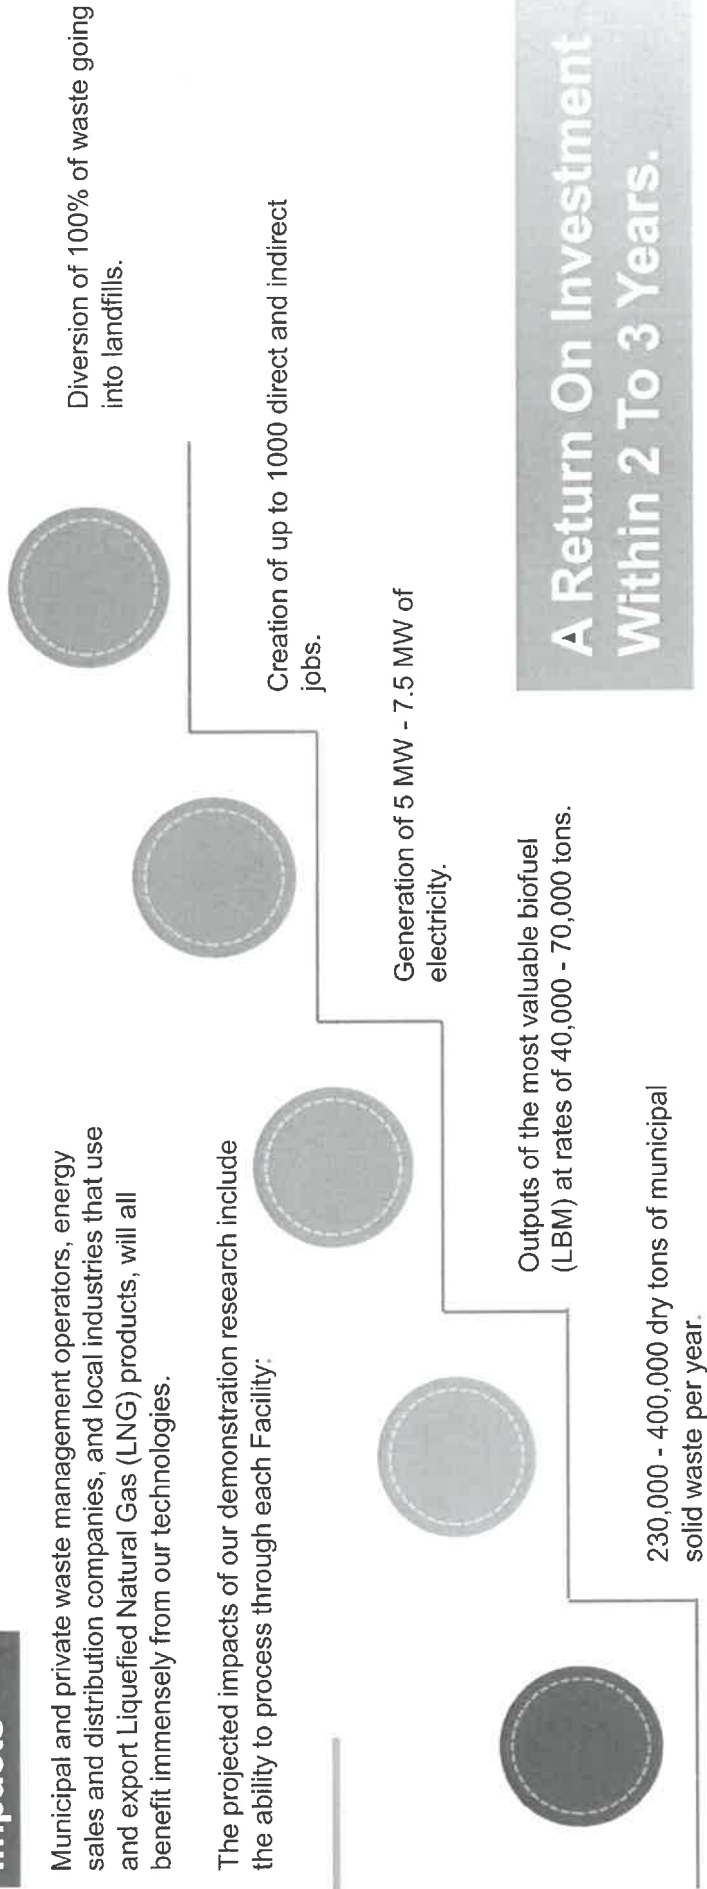 Municipal and private waste management operators, energy
sales and distribution companies, and local industries that use
and export Liquefied Natural Gas (LNG) products, will all
benefit immensely from our technologies.
The projected impacts of our demonstration research include
the ability to process through each Facility:
230,000 - 400,000 dry tons of municipal
solid waste per year.
Outputs of the most valuable biofuel
(LBM) at rates of 40,000 - 70,000 tons.
Generation of 5 MW - 7.5 MW of
electricity.
Creation of up to 1000 direct and indirect
jobs.
Diversion of 100% of waste going
into landfills.
A Return On Investment
Within 2 To 3 Years.